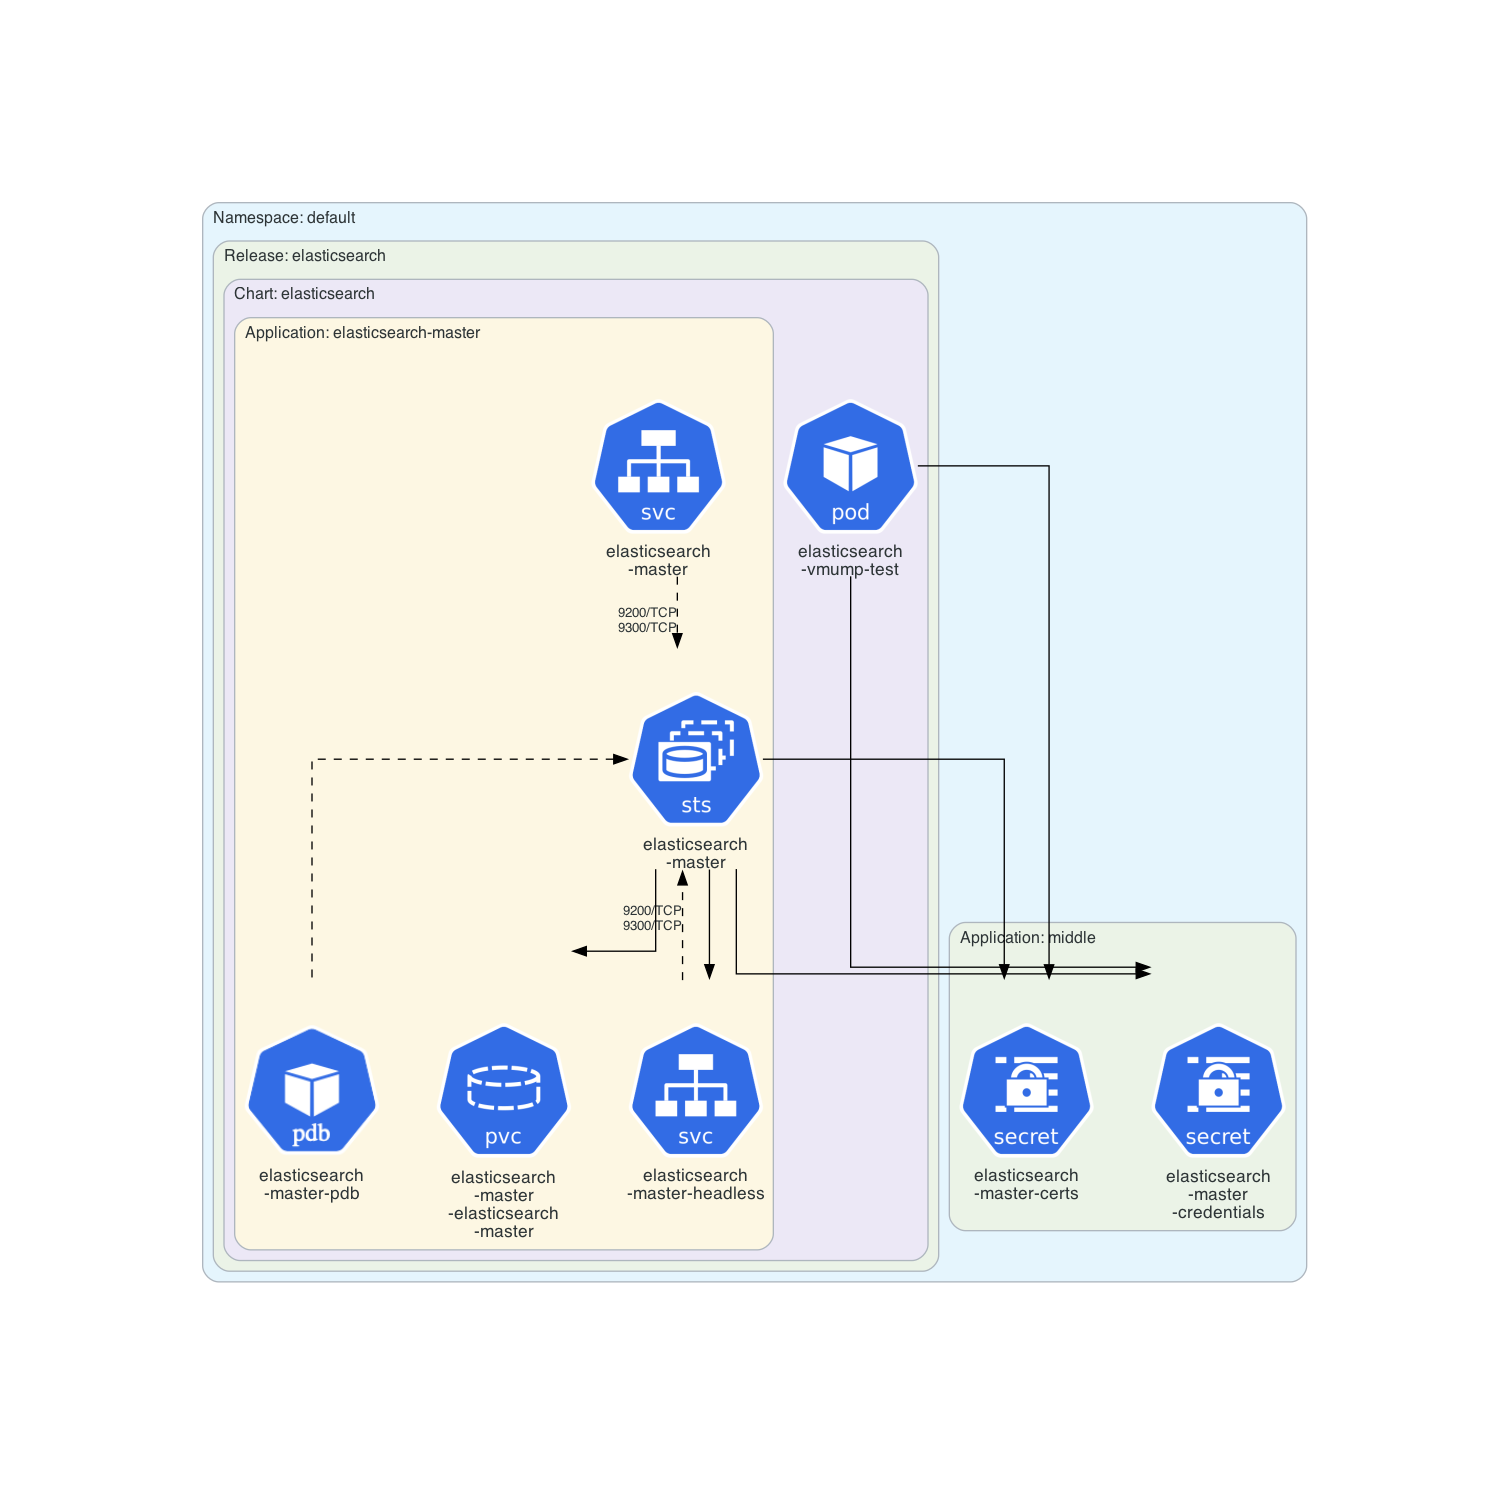 Namespace: default
Release: elasticsearch
Chart: elasticsearch
Application: elasticsearch-master
svc
elasticsearch
-master
pod
elasticsearch
-vmump-test
9200/TCP
9300/TCP
sts
elasticsearch
-master
9200/TCP
9300/TCP
Application: middle
pdb
elasticsearch
-master-pdb
pvc
elasticsearch
-master
-elasticsearch
-master
svc
elasticsearch
-master-headless
secret
elasticsearch
-master-certs
secret
elasticsearch
-master
-credentials